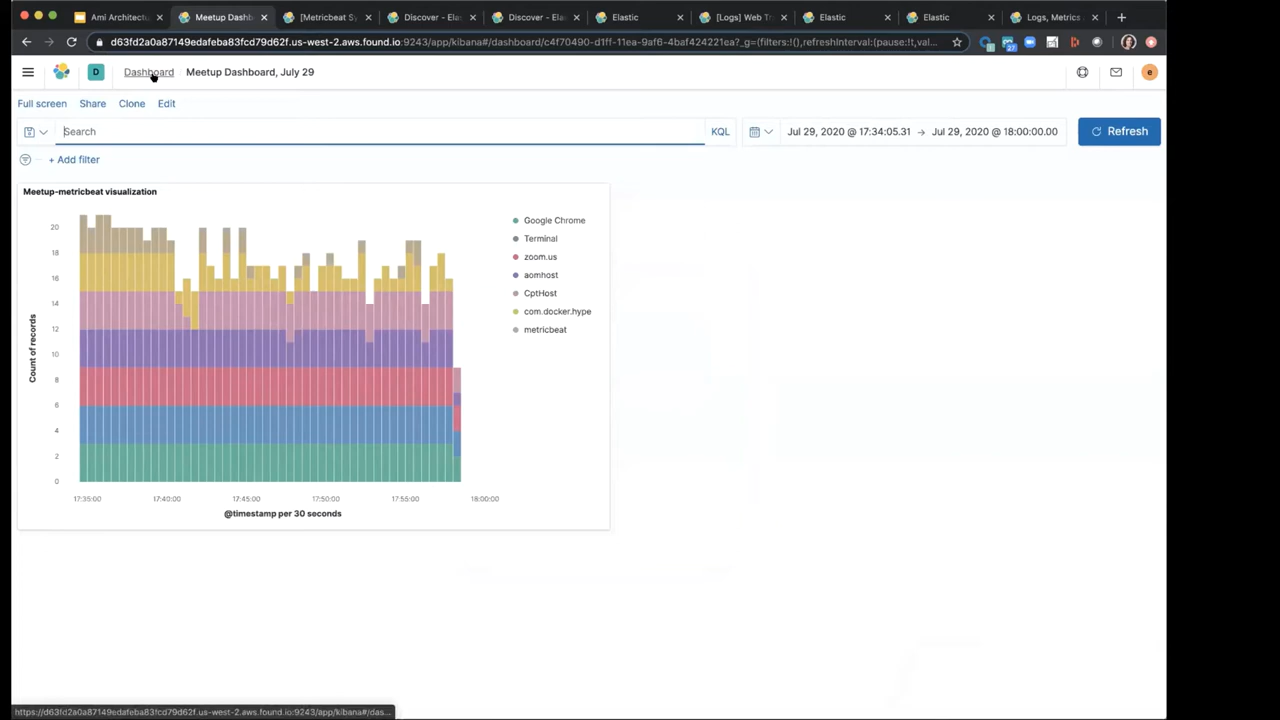 Ami Architectu
Meetup Dashb
[Metricbeat Sy
Discover - Elas
Discover - Elas
Elastic
[Logs] Web Tr
Elastic
Elastic
Logs, Metrics
d63fd2a0a87149edafeba83fcd79d62f.us-west-2.aws.found.io:9243/app/kibana#/dashboard/c4f70490-d1ff-11ea-9af6-4baf424221ea?_g=(filters:!(),refreshInterval:(pause:!t,val...
27
D
Dashboard
Meetup Dashboard, July 29
e
Full screen
Share
Clone
Edit
Search
KQL
Jul 29, 2020 @ 17:34:05.31 → Jul 29, 2020 @ 18:00:00.00
Refresh
+ Add filter
Meetup-metricbeat visualization
20
18
16
14
12
10
8
6
4
2
0
Count of records
17:35:00
17:40:00
17:45:00
17:50:00
17:55:00
18:00:00
@timestamp per 30 seconds
Google Chrome
Terminal
zoom.us
aomhost
CptHost
com.docker.hype
metricbeat
https://d63fd2a0a87149edafeba83fcd79d62f.us-west-2.aws.found.io:9243/app/kibana#/das...